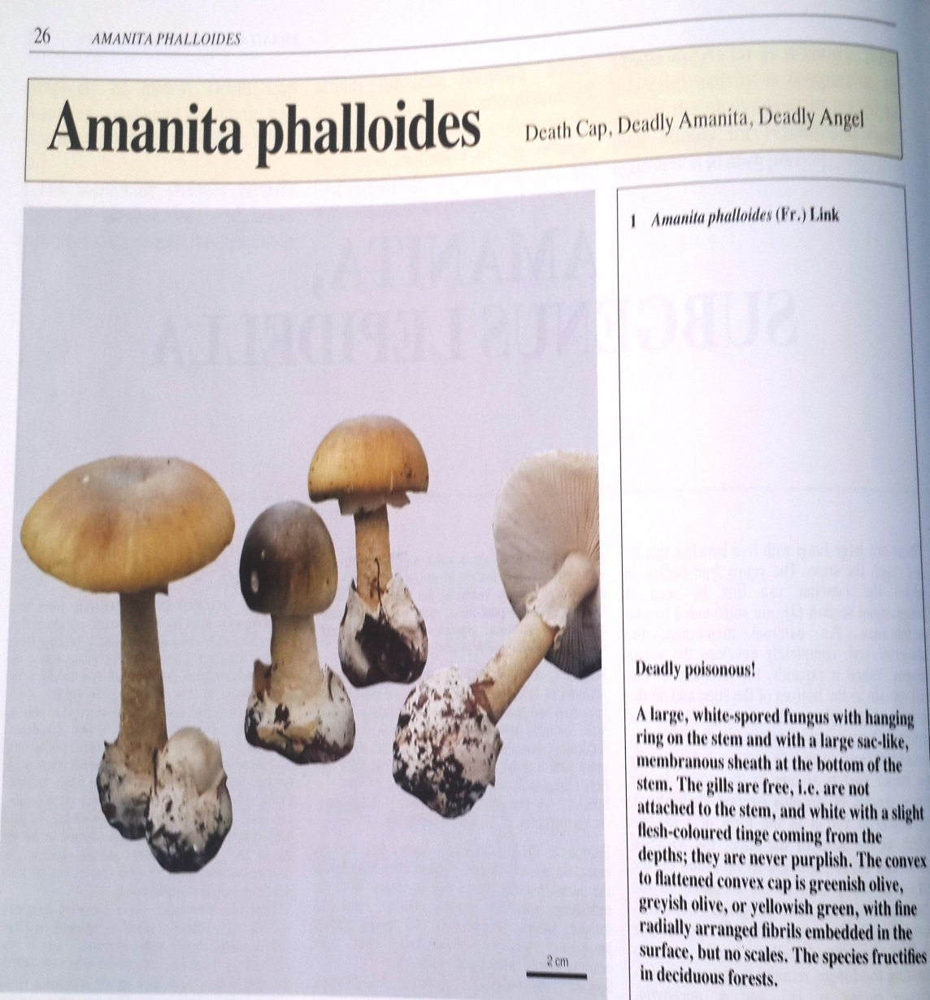 26 AMANITA PHALLOIDES
Amanita phalloides Death Cap, Deadly Amanita, Deadly Angel
1 Amanita phalloides (Fr.) Link
AMANITA,
SUBGENUS LEPIDELLA
Deadly poisonous!
A large, white-spored fungus with hanging
ring on the stem and with a large sac-like,
membranous sheath at the bottom of the
stem. The gills are free, i.e. are not
attached to the stem, and white with a slight
flesh-coloured tinge coming from the
depths; they are never purplish. The convex
to flattened convex cap is greenish olive,
greyish olive, or yellowish green, with fine
radially arranged fibrils embedded in the
surface, but no scales. The species fructifies
in deciduous forests.
2 cm